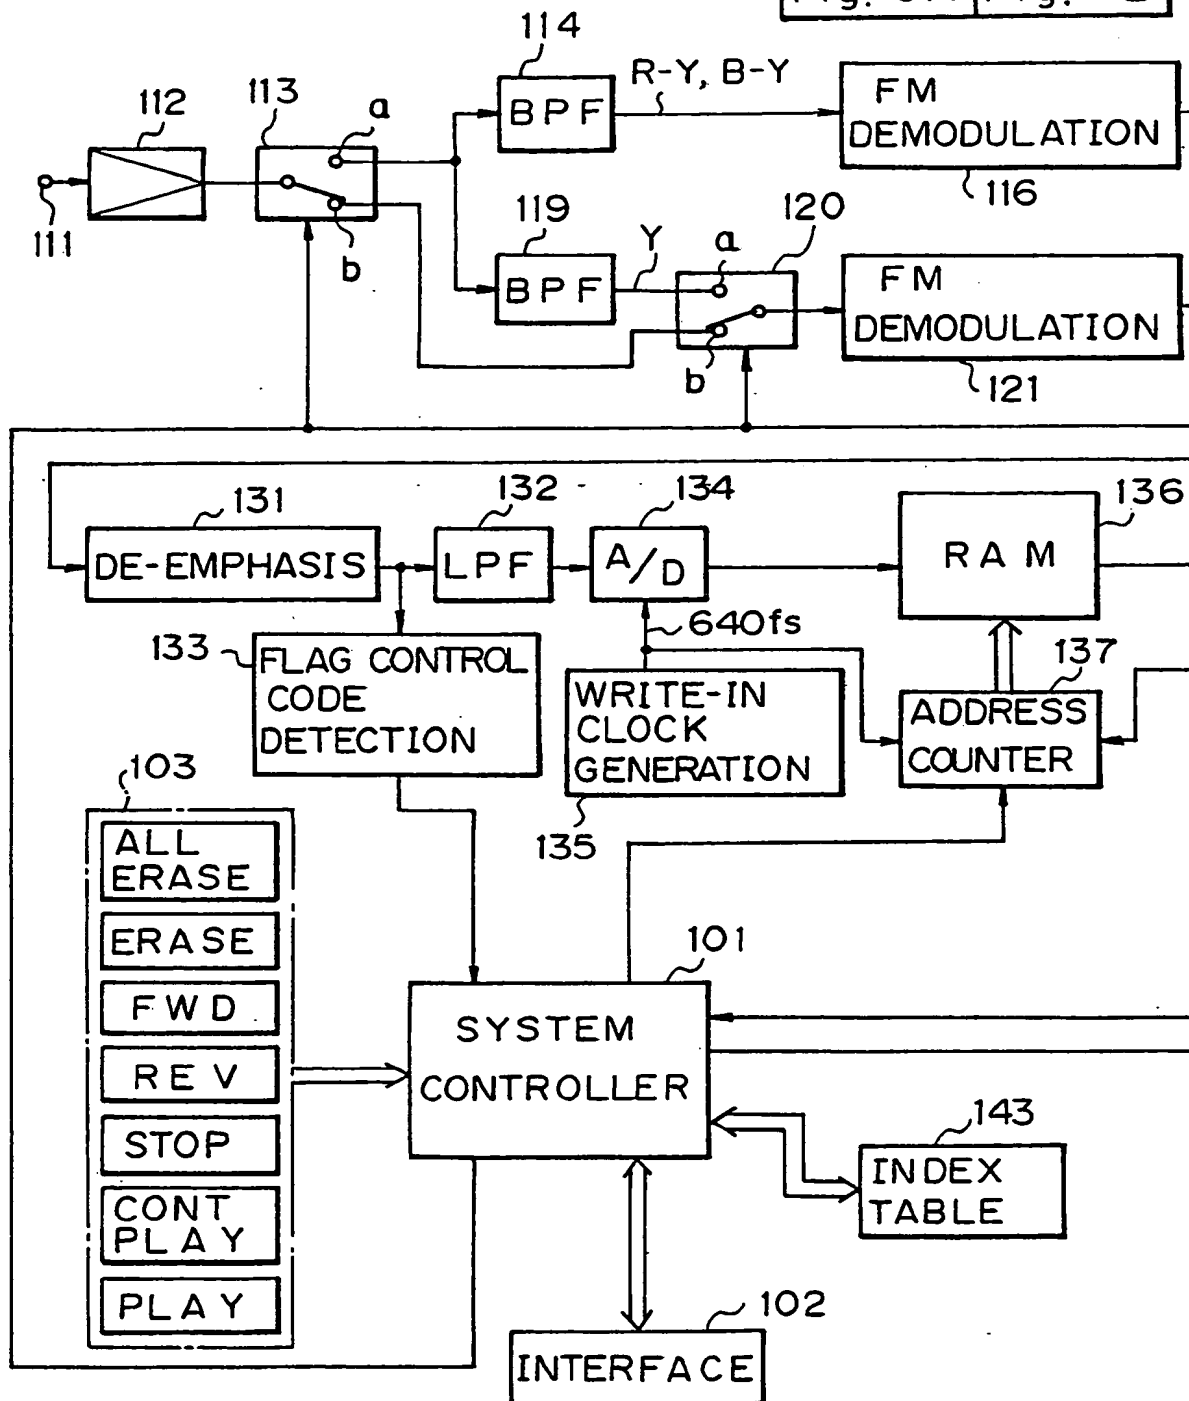 114
R-Y, B-Y
BPF
FM
DEMODULATION
116
112
113
a
111
b
119
BPF
Y
a
120
b
FM
DEMODULATION
121
131
DE-EMPHASIS
132
LPF
134
A/D
136
RAM
640fs
133
FLAG CONTROL
CODE
DETECTION
WRITE-IN
CLOCK
GENERATION
135
137
ADDRESS
COUNTER
103
ALL
ERASE
ERASE
FWD
REV
STOP
CONT
PLAY
PLAY
101
SYSTEM
CONTROLLER
143
INDEX
TABLE
102
INTERFACE